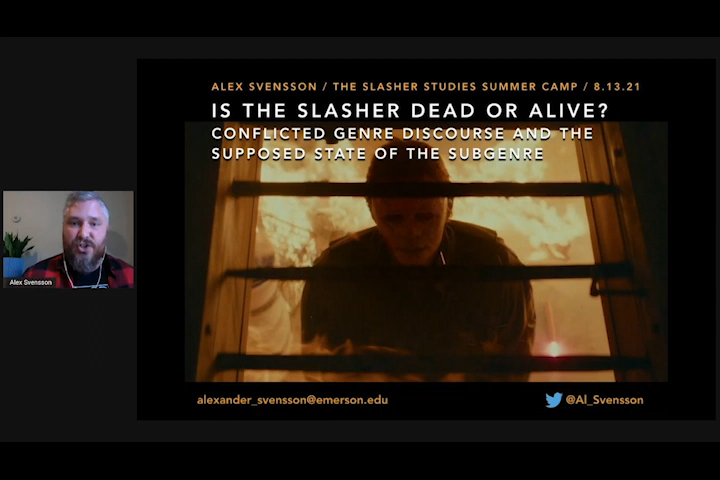 ALEX SVENSSON / THE SLASHER STUDIES SUMMER CAMP / 8.13.21
IS THE SLASHER DEAD OR ALIVE?
CONFLICTED GENRE DISCOURSE AND THE
SUPPOSED STATE OF THE SUBGENRE
Alex Svensson
alexander_svensson@emerson.edu
@Al_Svensson